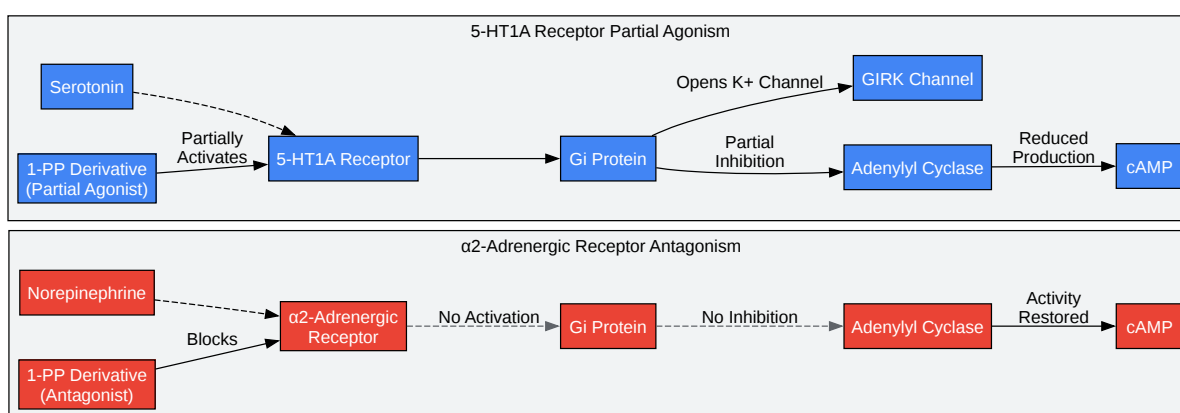 5-HT1A Receptor Partial Agonism
Serotonin
1-PP Derivative
(Partial Agonist)
Partially
Activates
5-HT1A Receptor
Gi Protein
Opens K+ Channel
GIRK Channel
Partial
Inhibition
Adenylyl Cyclase
Reduced
Production
cAMP
α2-Adrenergic Receptor Antagonism
Norepinephrine
1-PP Derivative
(Antagonist)
Blocks
α2-Adrenergic
Receptor
No Activation
Gi Protein
No Inhibition
Adenylyl Cyclase
Activity
Restored
cAMP